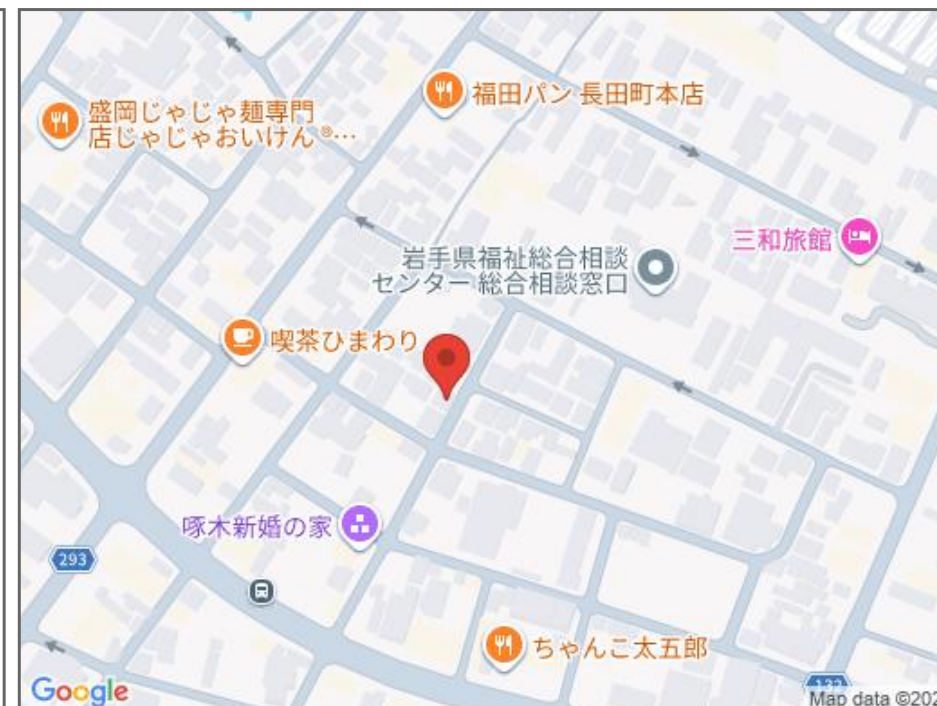 福田パン 長田町本店
盛岡じゃじゃ麺専門
店じゃじゃおいけん ®…
三和旅館
岩手県福祉総合相談
センター 総合相談窓口
喫茶ひまわり
啄木新婚の家
293
ちゃんこ太五郎
132
Google
Map data ©202